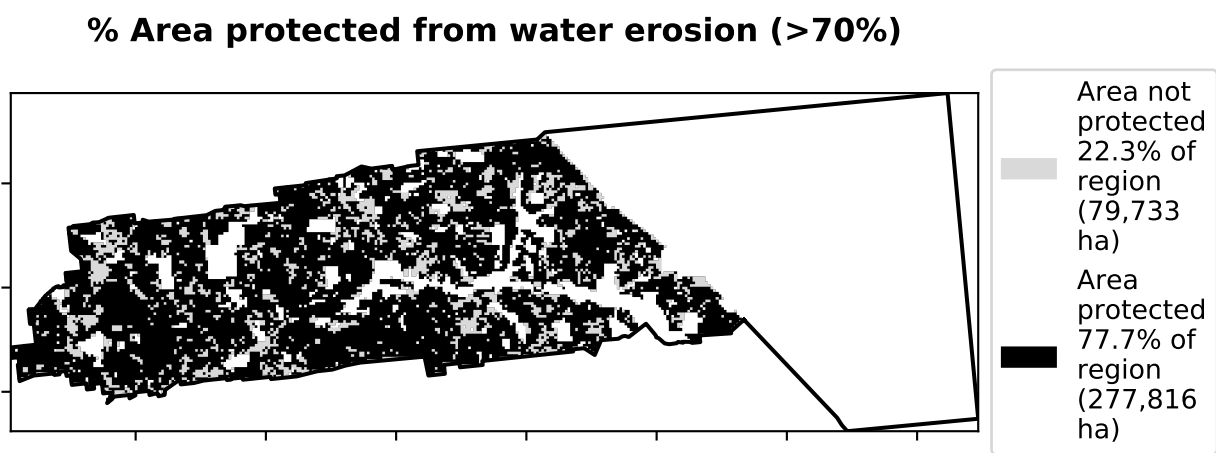 % Area protected from water erosion (>70%)
Area not
protected
22.3% of
region
(79,733
ha)
Area
protected
77.7% of
region
(277,816
ha)